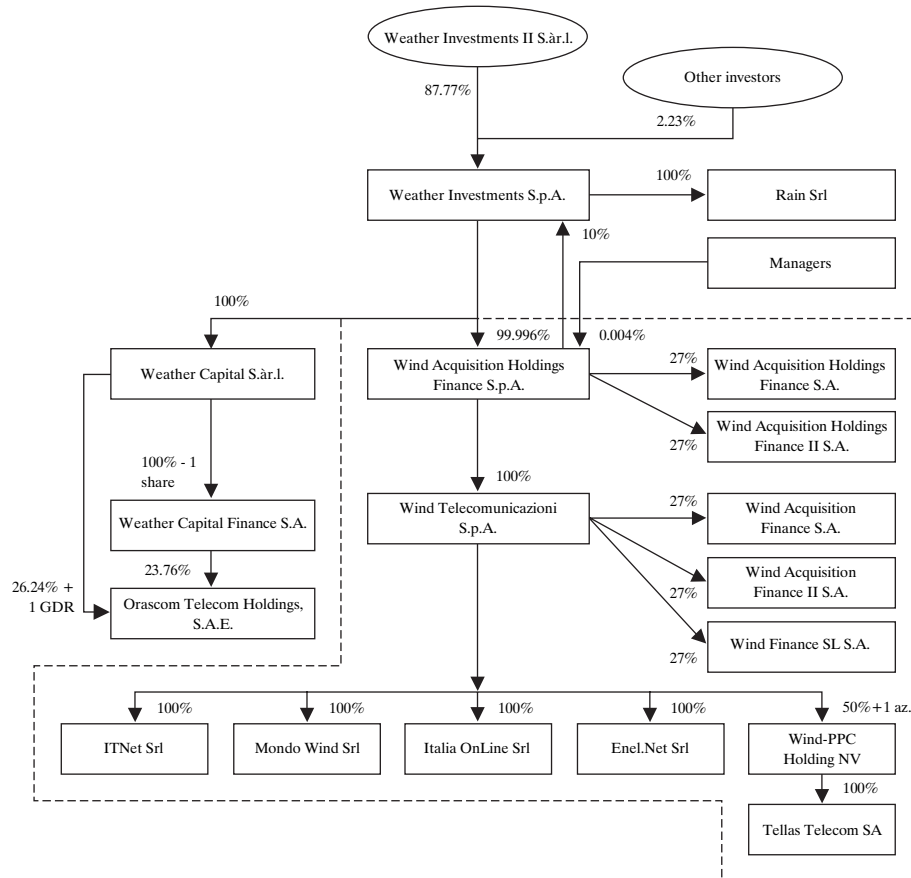 Weather Investments II S.àr.l.
Other investors
87.77%
2.23%
Weather Investments S.p.A.
100%
Rain Srl
10%
Managers
100%
99.996%
0.004%
Weather Capital S.àr.l.
Wind Acquisition Holdings
Finance S.p.A.
27%
Wind Acquisition Holdings
Finance S.A.
27%
Wind Acquisition Holdings
Finance II S.A.
100% - 1
share
100%
Weather Capital Finance S.A.
Wind Telecomunicazioni
S.p.A.
27%
Wind Acquisition
Finance S.A.
23.76%
27%
Wind Acquisition
Finance II S.A.
26.24% +
1 GDR
Orascom Telecom Holdings,
S.A.E.
27%
Wind Finance SL S.A.
100%
100%
100%
100%
50%+1 az.
ITNet Srl
Mondo Wind Srl
Italia OnLine Srl
Enel.Net Srl
Wind-PPC
Holding NV
100%
Tellas Telecom SA